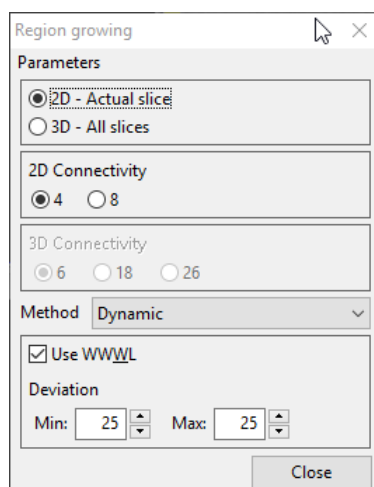 Region growing
Parameters
2D - Actual slice
3D - All slices
2D Connectivity
4 8
3D Connectivity
6 18 26
Method Dynamic
Use WWWL
Deviation
Min: 25 Max: 25
Close